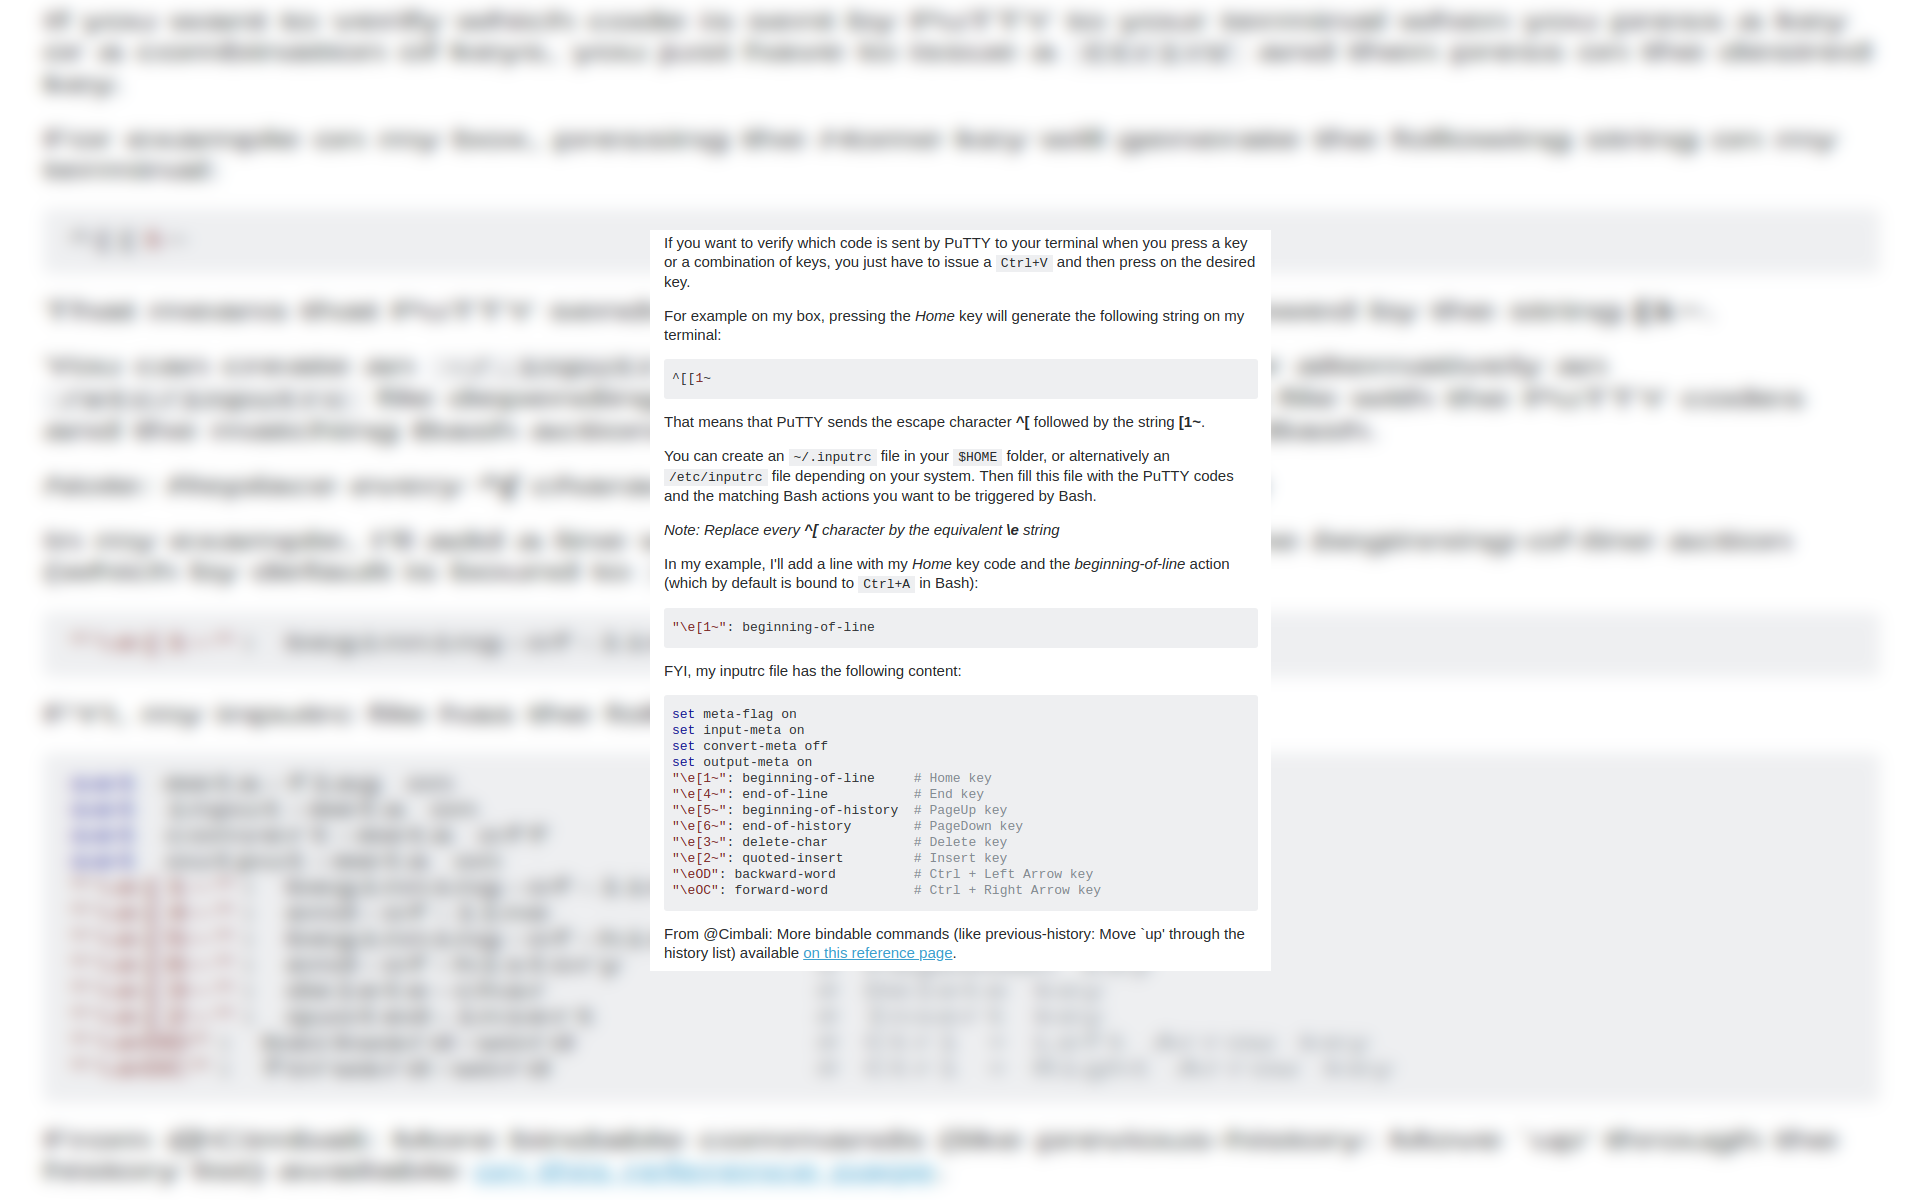 If you want to verify which code is sent by PuTTY to your terminal when you press a key
or a combination of keys, you just have to issue a Ctrl+V and then press on the desired
key.
For example on my box, pressing the Home key will generate the following string on my
terminal:
^[[1~
That means that PuTTY sends the escape character ^[ followed by the string [1~.
You can create an ~/.inputrc file in your $HOME folder, or alternatively an
/etc/inputrc file depending on your system. Then fill this file with the PuTTY codes
and the matching Bash actions you want to be triggered by Bash.
Note: Replace every ^[ character by the equivalent \e string
In my example, I'll add a line with my Home key code and the beginning-of-line action
(which by default is bound to Ctrl+A in Bash):
"\e[1~": beginning-of-line
FYI, my inputrc file has the following content:
set meta-flag on
set input-meta on
set convert-meta off
set output-meta on
"\e[1~": beginning-of-line     # Home key
"\e[4~": end-of-line           # End key
"\e[5~": beginning-of-history  # PageUp key
"\e[6~": end-of-history        # PageDown key
"\e[3~": delete-char           # Delete key
"\e[2~": quoted-insert         # Insert key
"\eOD": backward-word          # Ctrl + Left Arrow key
"\eOC": forward-word           # Ctrl + Right Arrow key
From @Cimbali: More bindable commands (like previous-history: Move `up' through the
history list) available on this reference page.